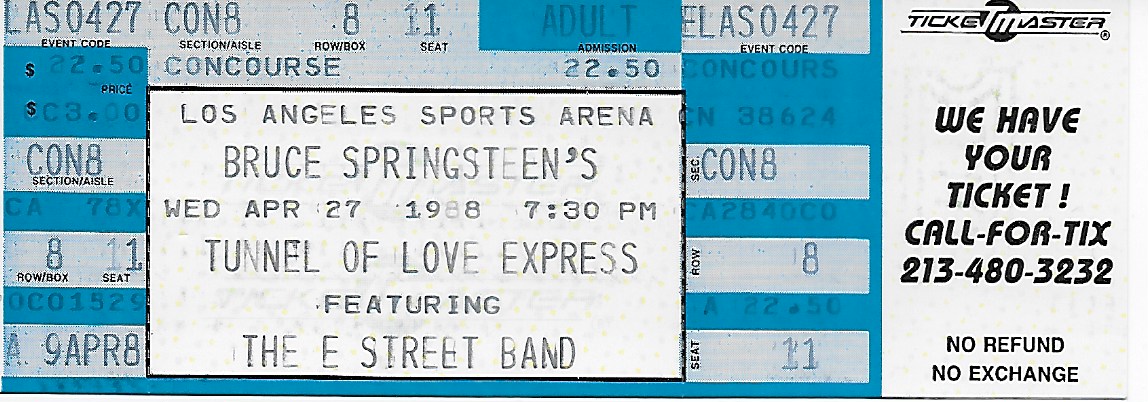 ELAS0427 CON8 8 11 ADULT ELAS0427
EVENT CODE SECTION/AISLE ROW/BOX SEAT ADMISSION EVENT CODE
$ 22.50 CONCOURSE 22.50 CONCOURS
PRICE
$ C3.00
LOS ANGELES SPORTS ARENA CN 38624
CON8 BRUCE SPRINGSTEEN'S SEC. CON8
SECTION/AISLE
CA 78X WED APR 27 1988 7:30 PM CA2840C0
8 11 TUNNEL OF LOVE EXPRESS ROW 8
ROW/BOX SEAT
0C01529 FEATURING A 22.50
A 9APR8 THE E STREET BAND SEAT 11
TICKETMASTER®
WE HAVE
YOUR
TICKET !
CALL-FOR-TIX
213-480-3232
NO REFUND
NO EXCHANGE